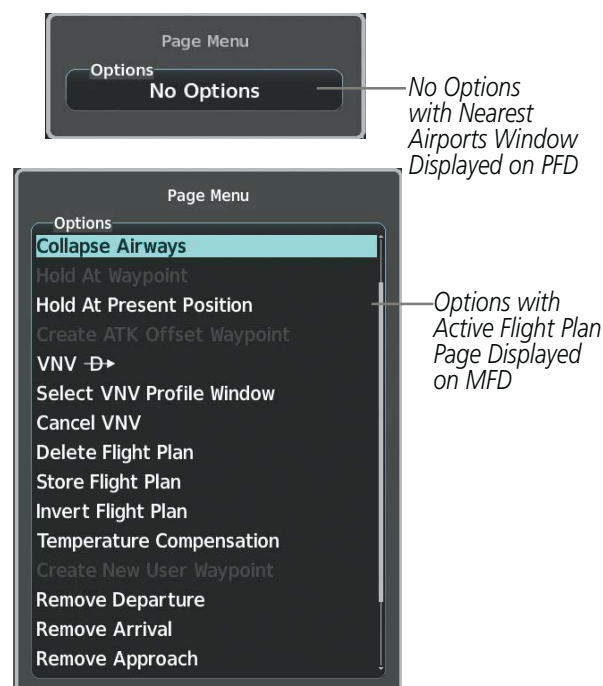 Page Menu
Options
No Options
No Options
with Nearest
Airports Window
Displayed on PFD
Page Menu
Options
Collapse Airways
Hold At Waypoint
Hold At Present Position
Create ATK Offset Waypoint
VNV D→
Select VNV Profile Window
Cancel VNV
Delete Flight Plan
Store Flight Plan
Invert Flight Plan
Temperature Compensation
Create New User Waypoint
Remove Departure
Remove Arrival
Remove Approach
Options with
Active Flight Plan
Page Displayed
on MFD